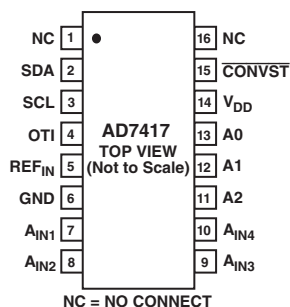 NC 1 16 NC
SDA 2 15 CONVST
SCL 3 14 VDD
OTI 4 AD7417 13 A0
REFIN 5 TOP VIEW (Not to Scale) 12 A1
GND 6 11 A2
AIN1 7 10 AIN4
AIN2 8 9 AIN3
NC = NO CONNECT